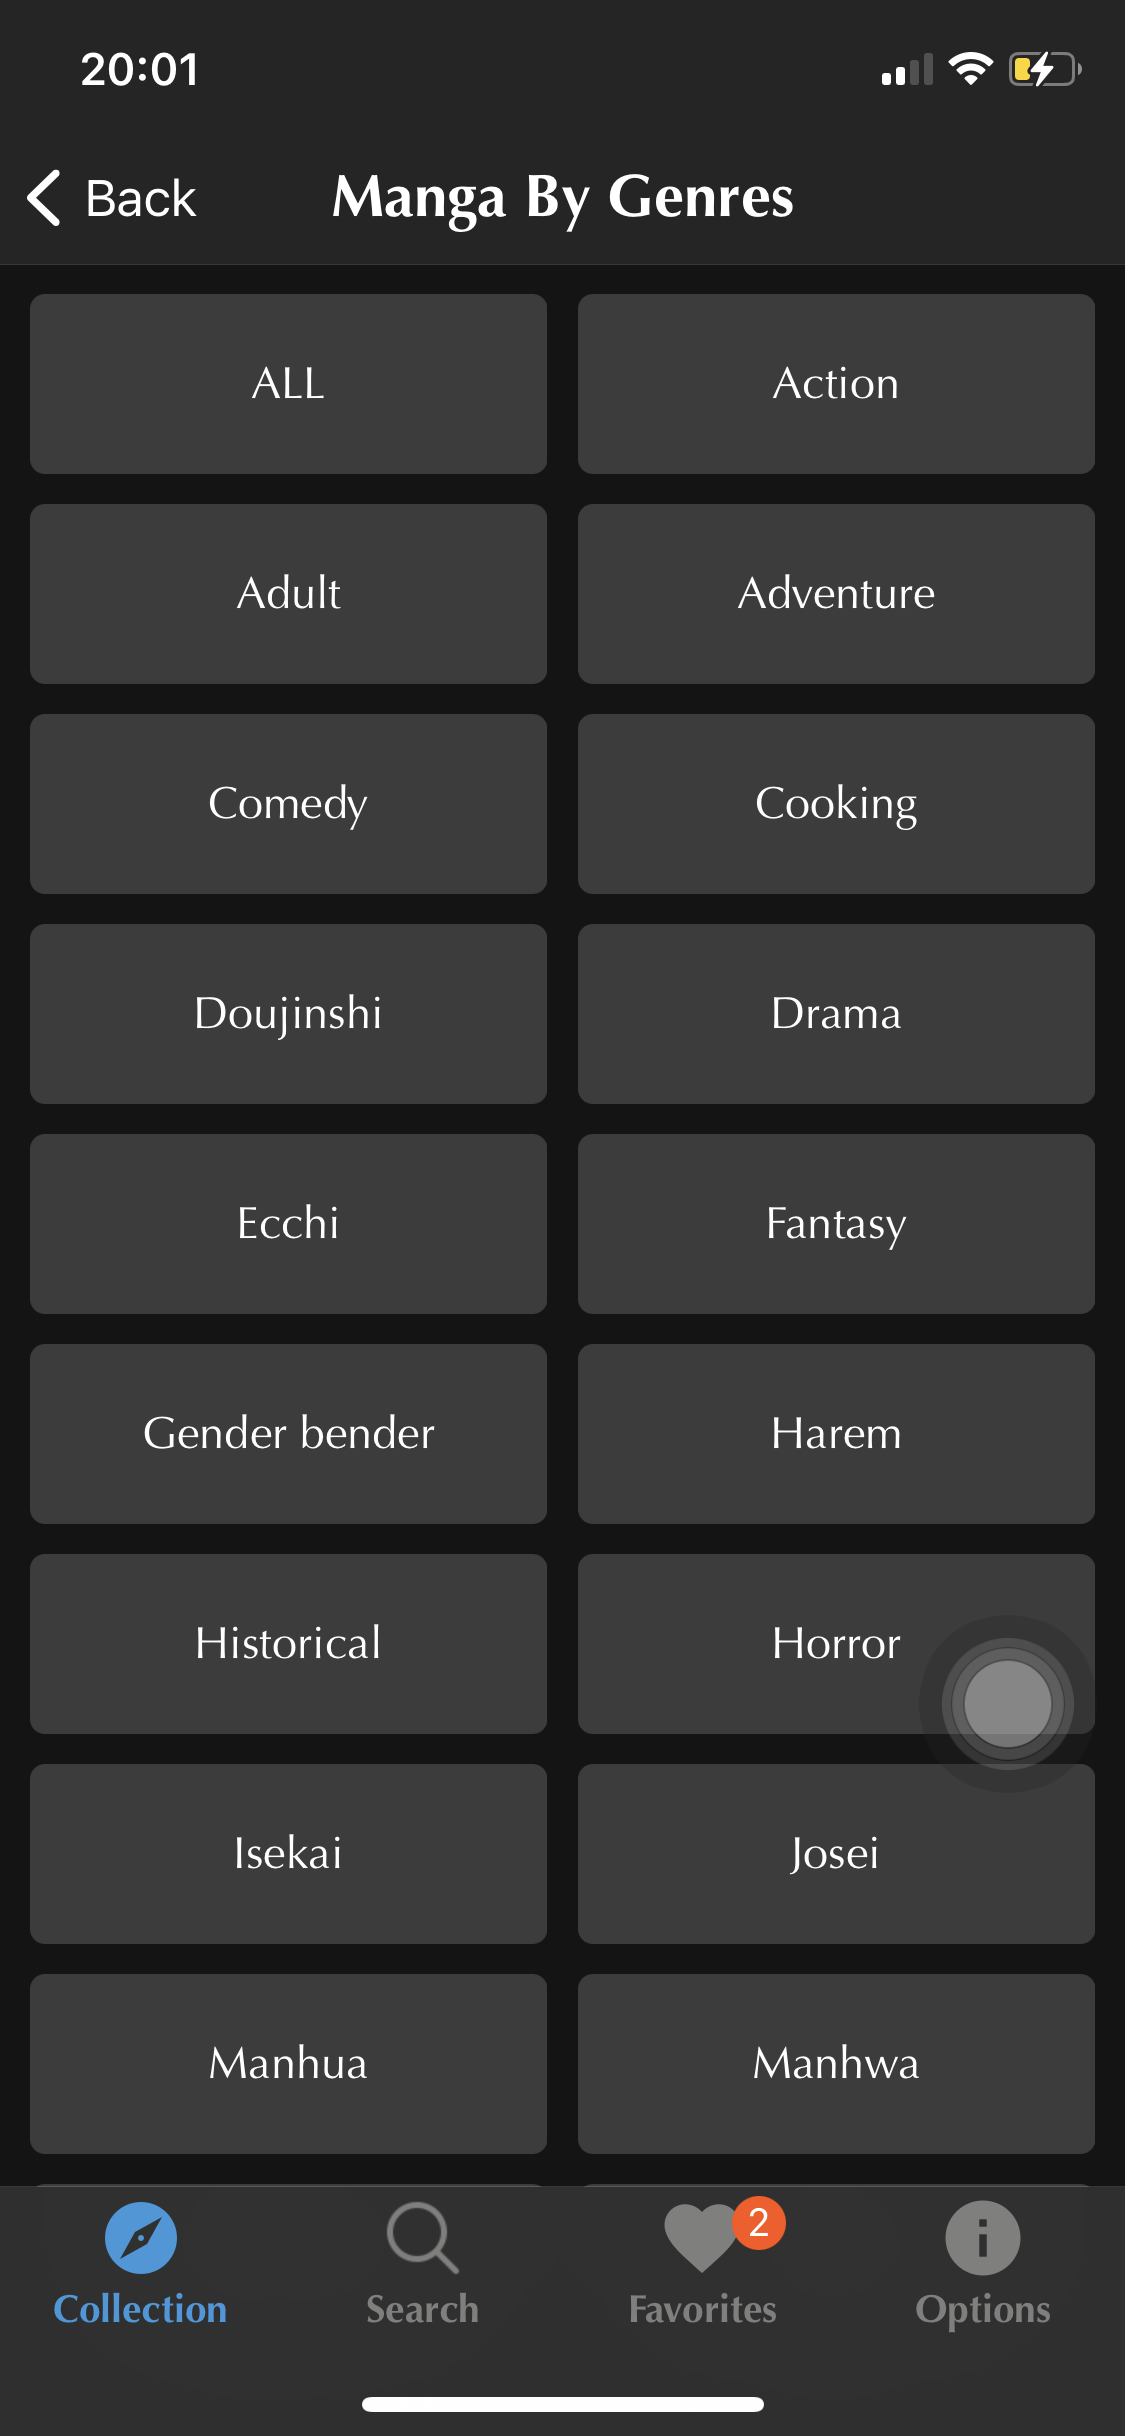 20:01
Back
Manga By Genres
ALL
Action
Adult
Adventure
Comedy
Cooking
Doujinshi
Drama
Ecchi
Fantasy
Gender bender
Harem
Historical
Horror
Isekai
Josei
Manhua
Manhwa
2
Collection
Search
Favorites
Options